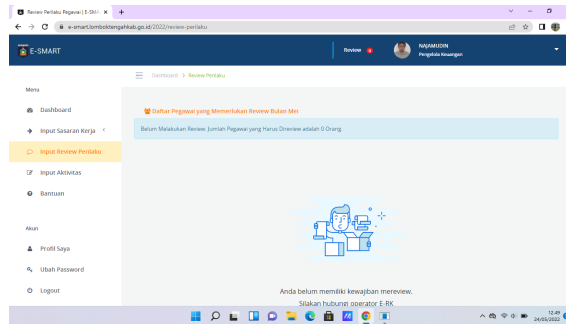 Review Perilaku Pegawai | E-SMA
e-smart.lomboktengahkab.go.id/2022/review-perilaku
E-SMART
Review
NAJAMUDIN
Pengelola Keuangan
Dashboard > Review Perilaku
Menu
Dashboard
Input Sasaran Kerja
Input Review Perilaku
Input Aktivitas
Bantuan
Akun
Profil Saya
Ubah Password
Logout
Daftar Pegawai yang Memerlukan Review Bulan Mei
Belum Melakukan Review. Jumlah Pegawai yang Harus Direview adalah 0 Orang.
Anda belum memiliki kewajiban mereview.
Silakan hubungi operator E-RK
12.49
24/05/2022